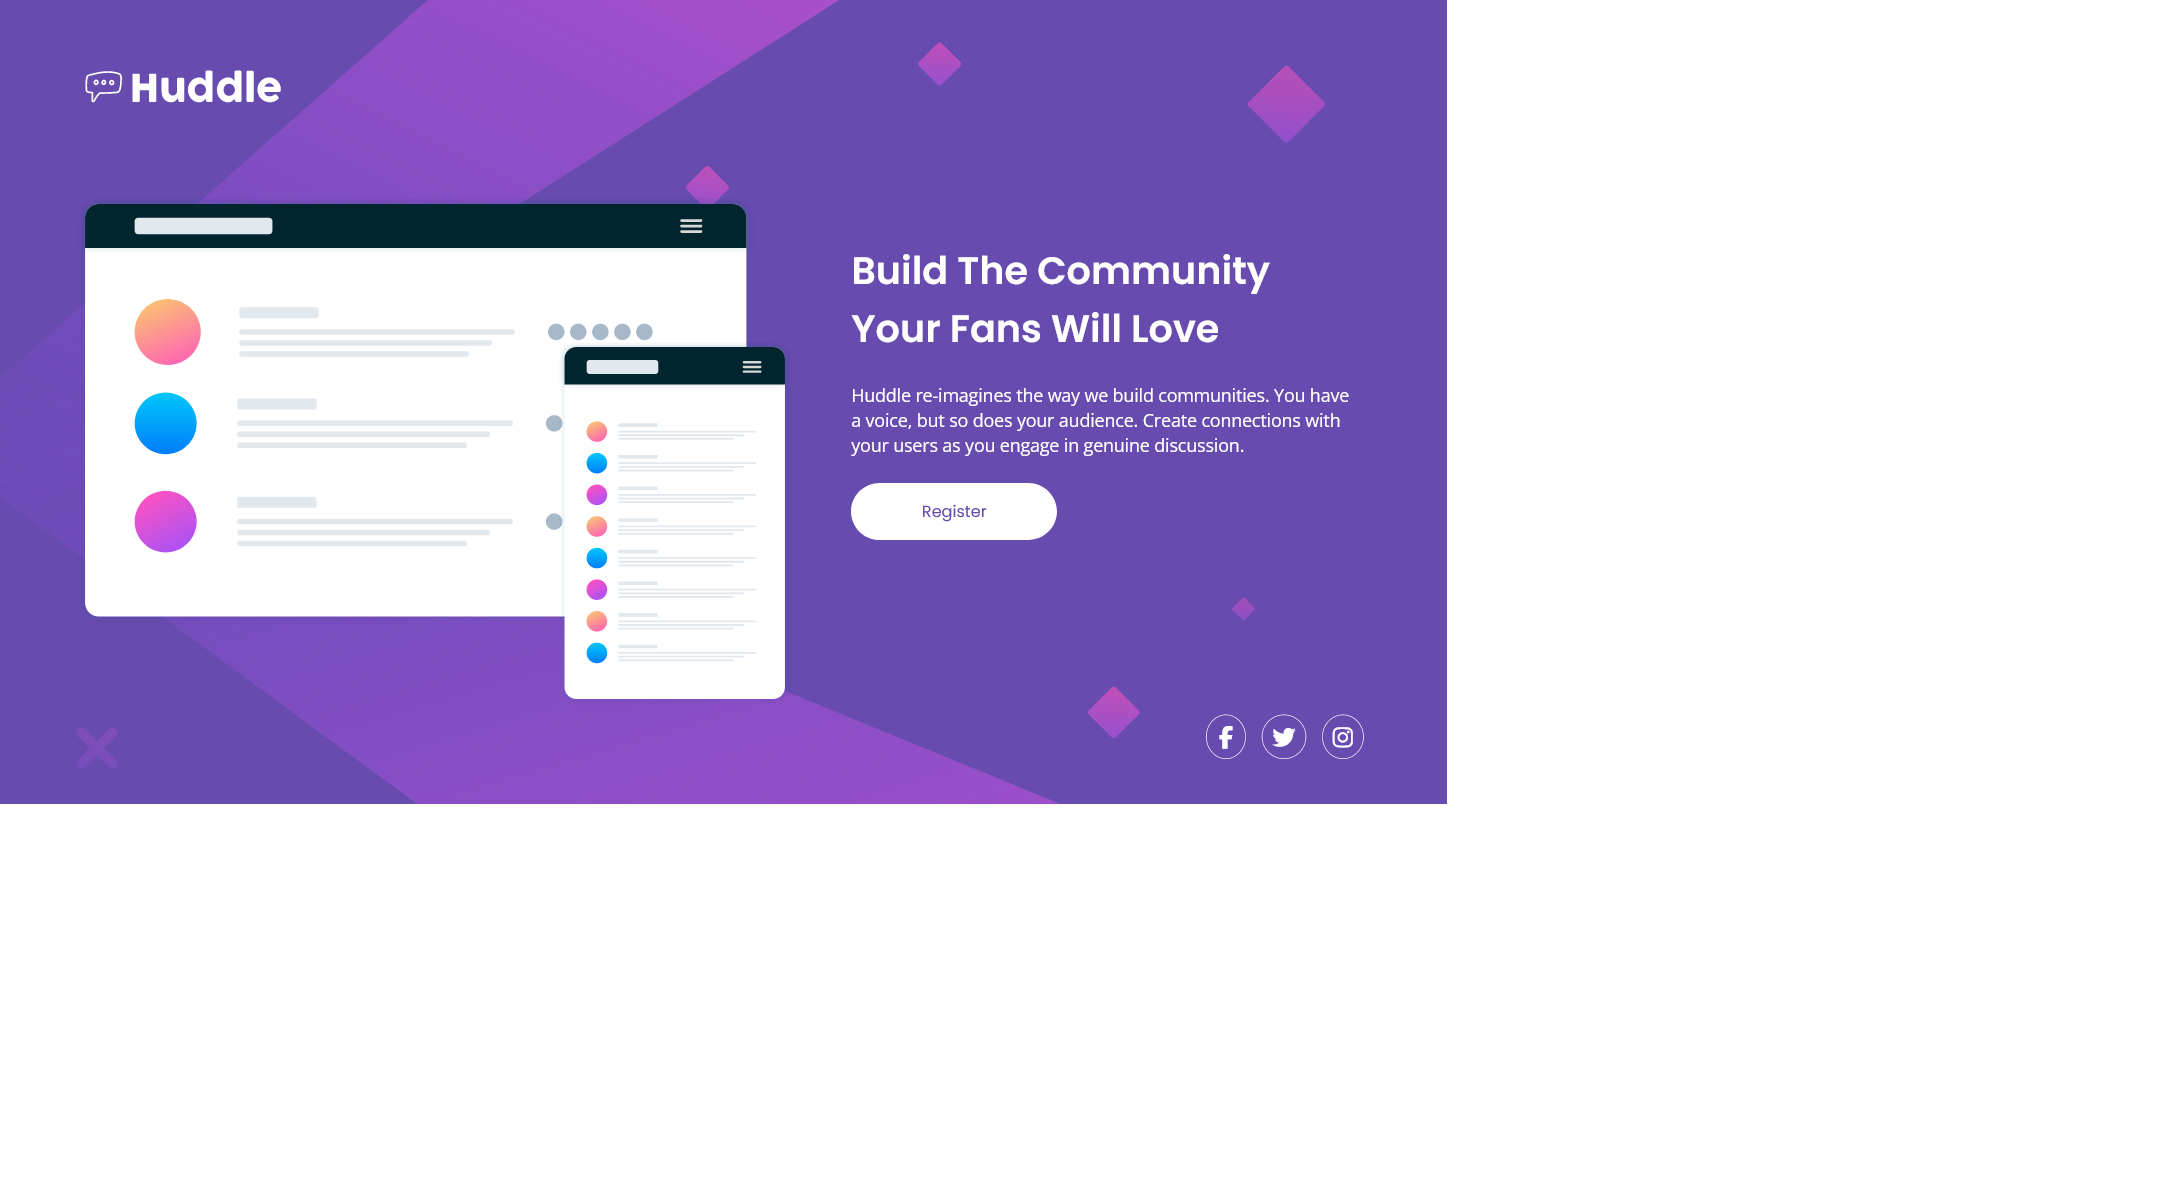 Huddle
Build The Community
Your Fans Will Love
Huddle re-imagines the way we build communities. You have
a voice, but so does your audience. Create connections with
your users as you engage in genuine discussion.
Register